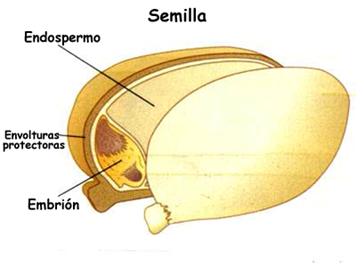 Semilla
Endospermo
Envolturas
protectoras
Embrión